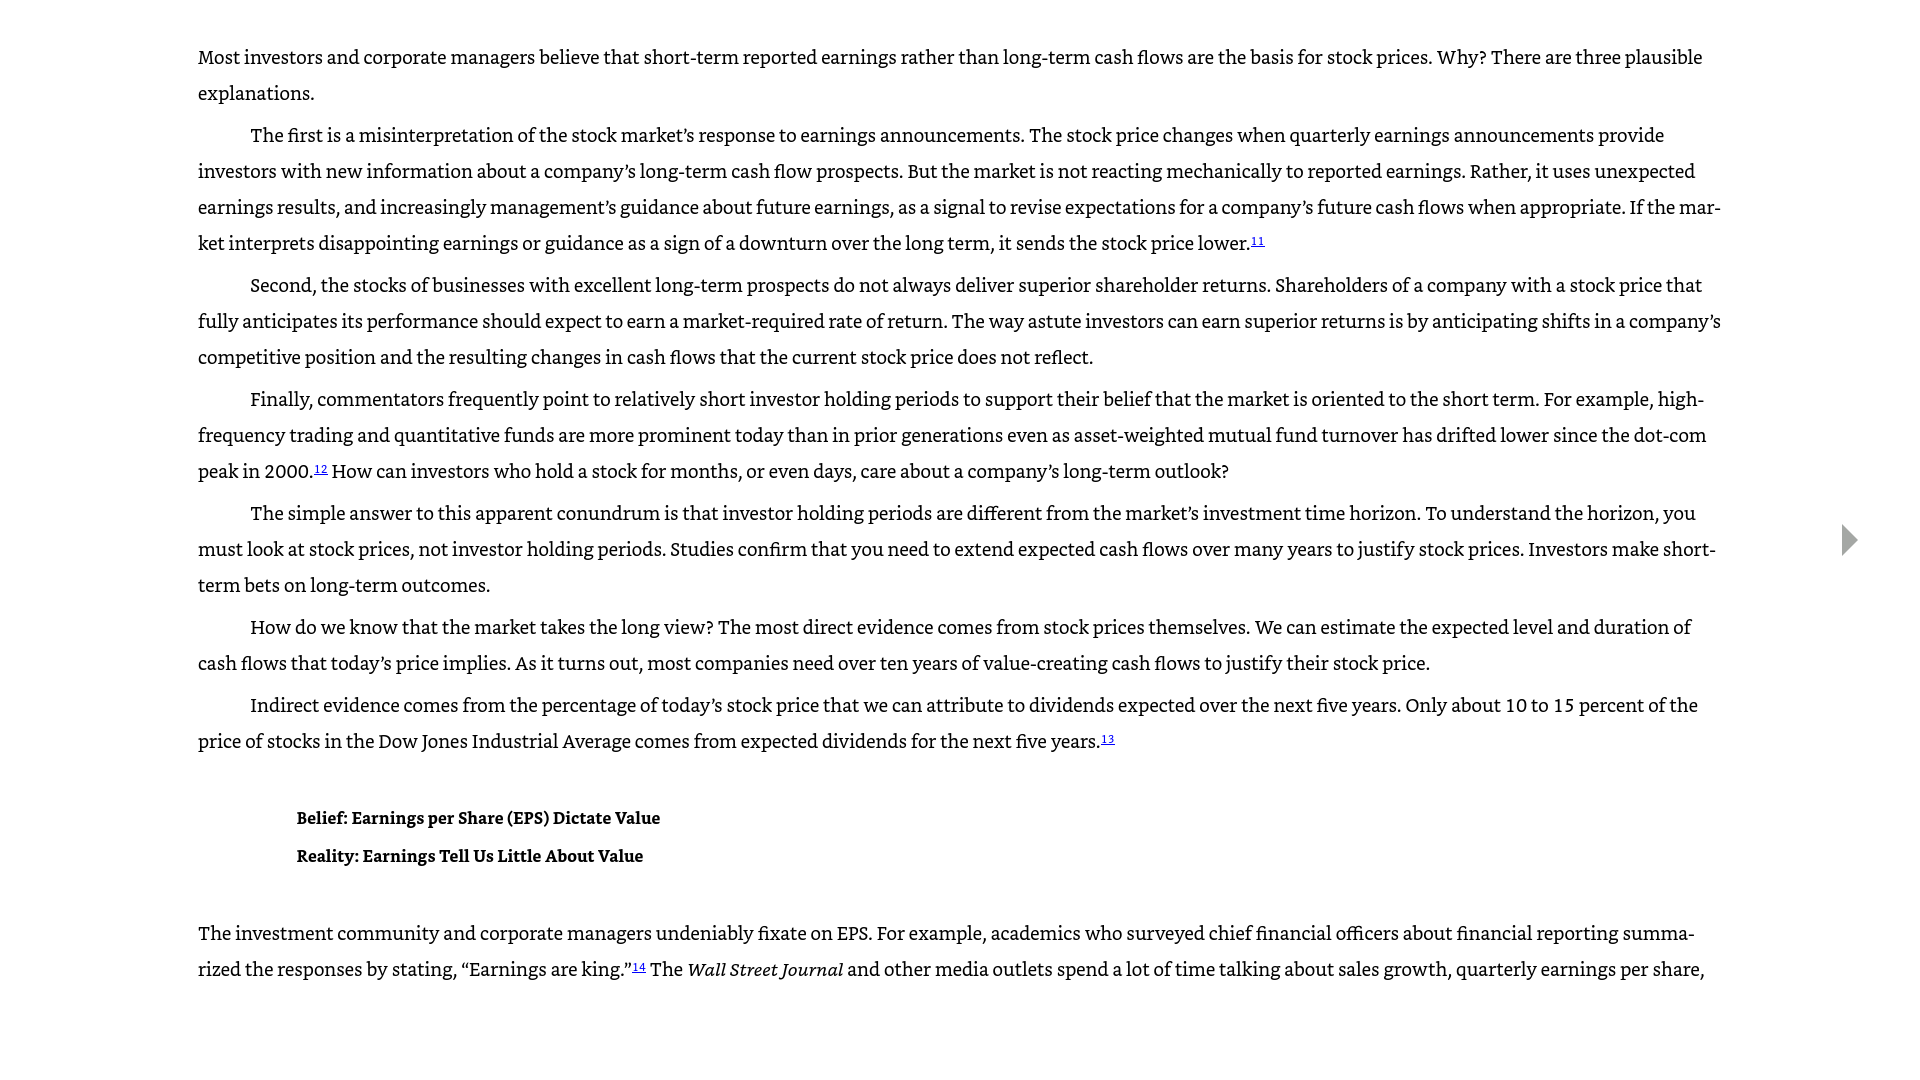 Most investors and corporate managers believe that short-term reported earnings rather than long-term cash flows are the basis for stock prices. Why? There are three plausible
explanations.
The first is a misinterpretation of the stock market’s response to earnings announcements. The stock price changes when quarterly earnings announcements provide
investors with new information about a company’s long-term cash flow prospects. But the market is not reacting mechanically to reported earnings. Rather, it uses unexpected
earnings results, and increasingly management’s guidance about future earnings, as a signal to revise expectations for a company’s future cash flows when appropriate. If the mar-
ket interprets disappointing earnings or guidance as a sign of a downturn over the long term, it sends the stock price lower.11
Second, the stocks of businesses with excellent long-term prospects do not always deliver superior shareholder returns. Shareholders of a company with a stock price that
fully anticipates its performance should expect to earn a market-required rate of return. The way astute investors can earn superior returns is by anticipating shifts in a company’s
competitive position and the resulting changes in cash flows that the current stock price does not reflect.
Finally, commentators frequently point to relatively short investor holding periods to support their belief that the market is oriented to the short term. For example, high-
frequency trading and quantitative funds are more prominent today than in prior generations even as asset-weighted mutual fund turnover has drifted lower since the dot-com
peak in 2000.12 How can investors who hold a stock for months, or even days, care about a company’s long-term outlook?
The simple answer to this apparent conundrum is that investor holding periods are different from the market’s investment time horizon. To understand the horizon, you
must look at stock prices, not investor holding periods. Studies confirm that you need to extend expected cash flows over many years to justify stock prices. Investors make short-
term bets on long-term outcomes.
How do we know that the market takes the long view? The most direct evidence comes from stock prices themselves. We can estimate the expected level and duration of
cash flows that today’s price implies. As it turns out, most companies need over ten years of value-creating cash flows to justify their stock price.
Indirect evidence comes from the percentage of today’s stock price that we can attribute to dividends expected over the next five years. Only about 10 to 15 percent of the
price of stocks in the Dow Jones Industrial Average comes from expected dividends for the next five years.13
Belief: Earnings per Share (EPS) Dictate Value
Reality: Earnings Tell Us Little About Value
The investment community and corporate managers undeniably fixate on EPS. For example, academics who surveyed chief financial officers about financial reporting summa-
rized the responses by stating, “Earnings are king.”14 The Wall Street Journal and other media outlets spend a lot of time talking about sales growth, quarterly earnings per share,